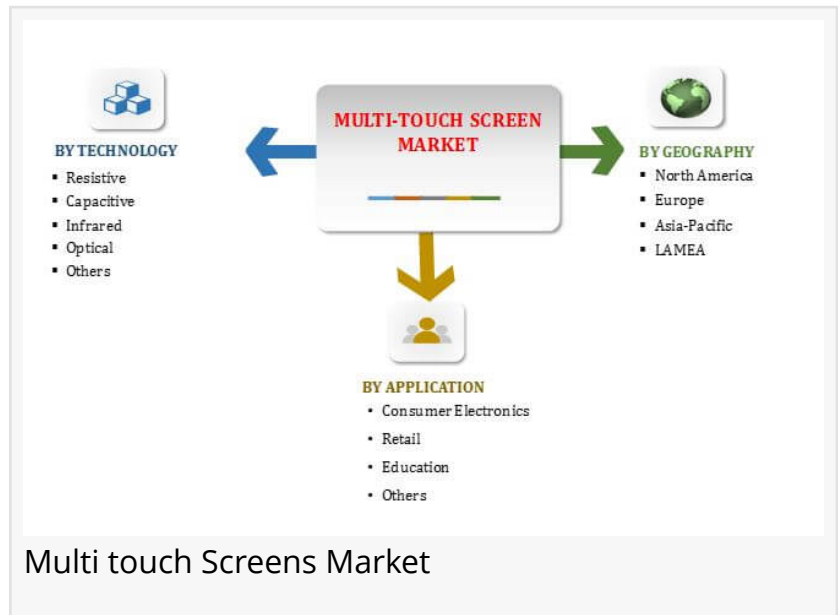 MULTI-TOUCH SCREEN
MARKET
BY TECHNOLOGY
▪ Resistive
▪ Capacitive
▪ Infrared
▪ Optical
▪ Others
BY GEOGRAPHY
▪ North America
▪ Europe
▪ Asia-Pacific
▪ LAMEA
BY APPLICATION
• Consumer Electronics
• Retail
• Education
• Others
Multi touch Screens Market